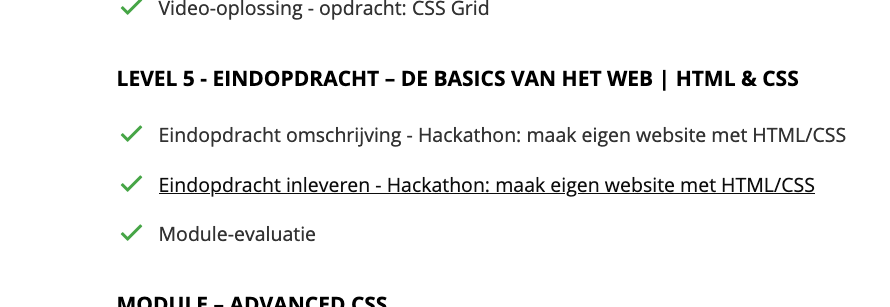 Video-oplossing - opdracht: CSS Grid
LEVEL 5 - EINDOPDRACHT – DE BASICS VAN HET WEB | HTML & CSS
Eindopdracht omschrijving - Hackathon: maak eigen website met HTML/CSS
Eindopdracht inleveren - Hackathon: maak eigen website met HTML/CSS
Module-evaluatie
MODULE – ADVANCED CSS